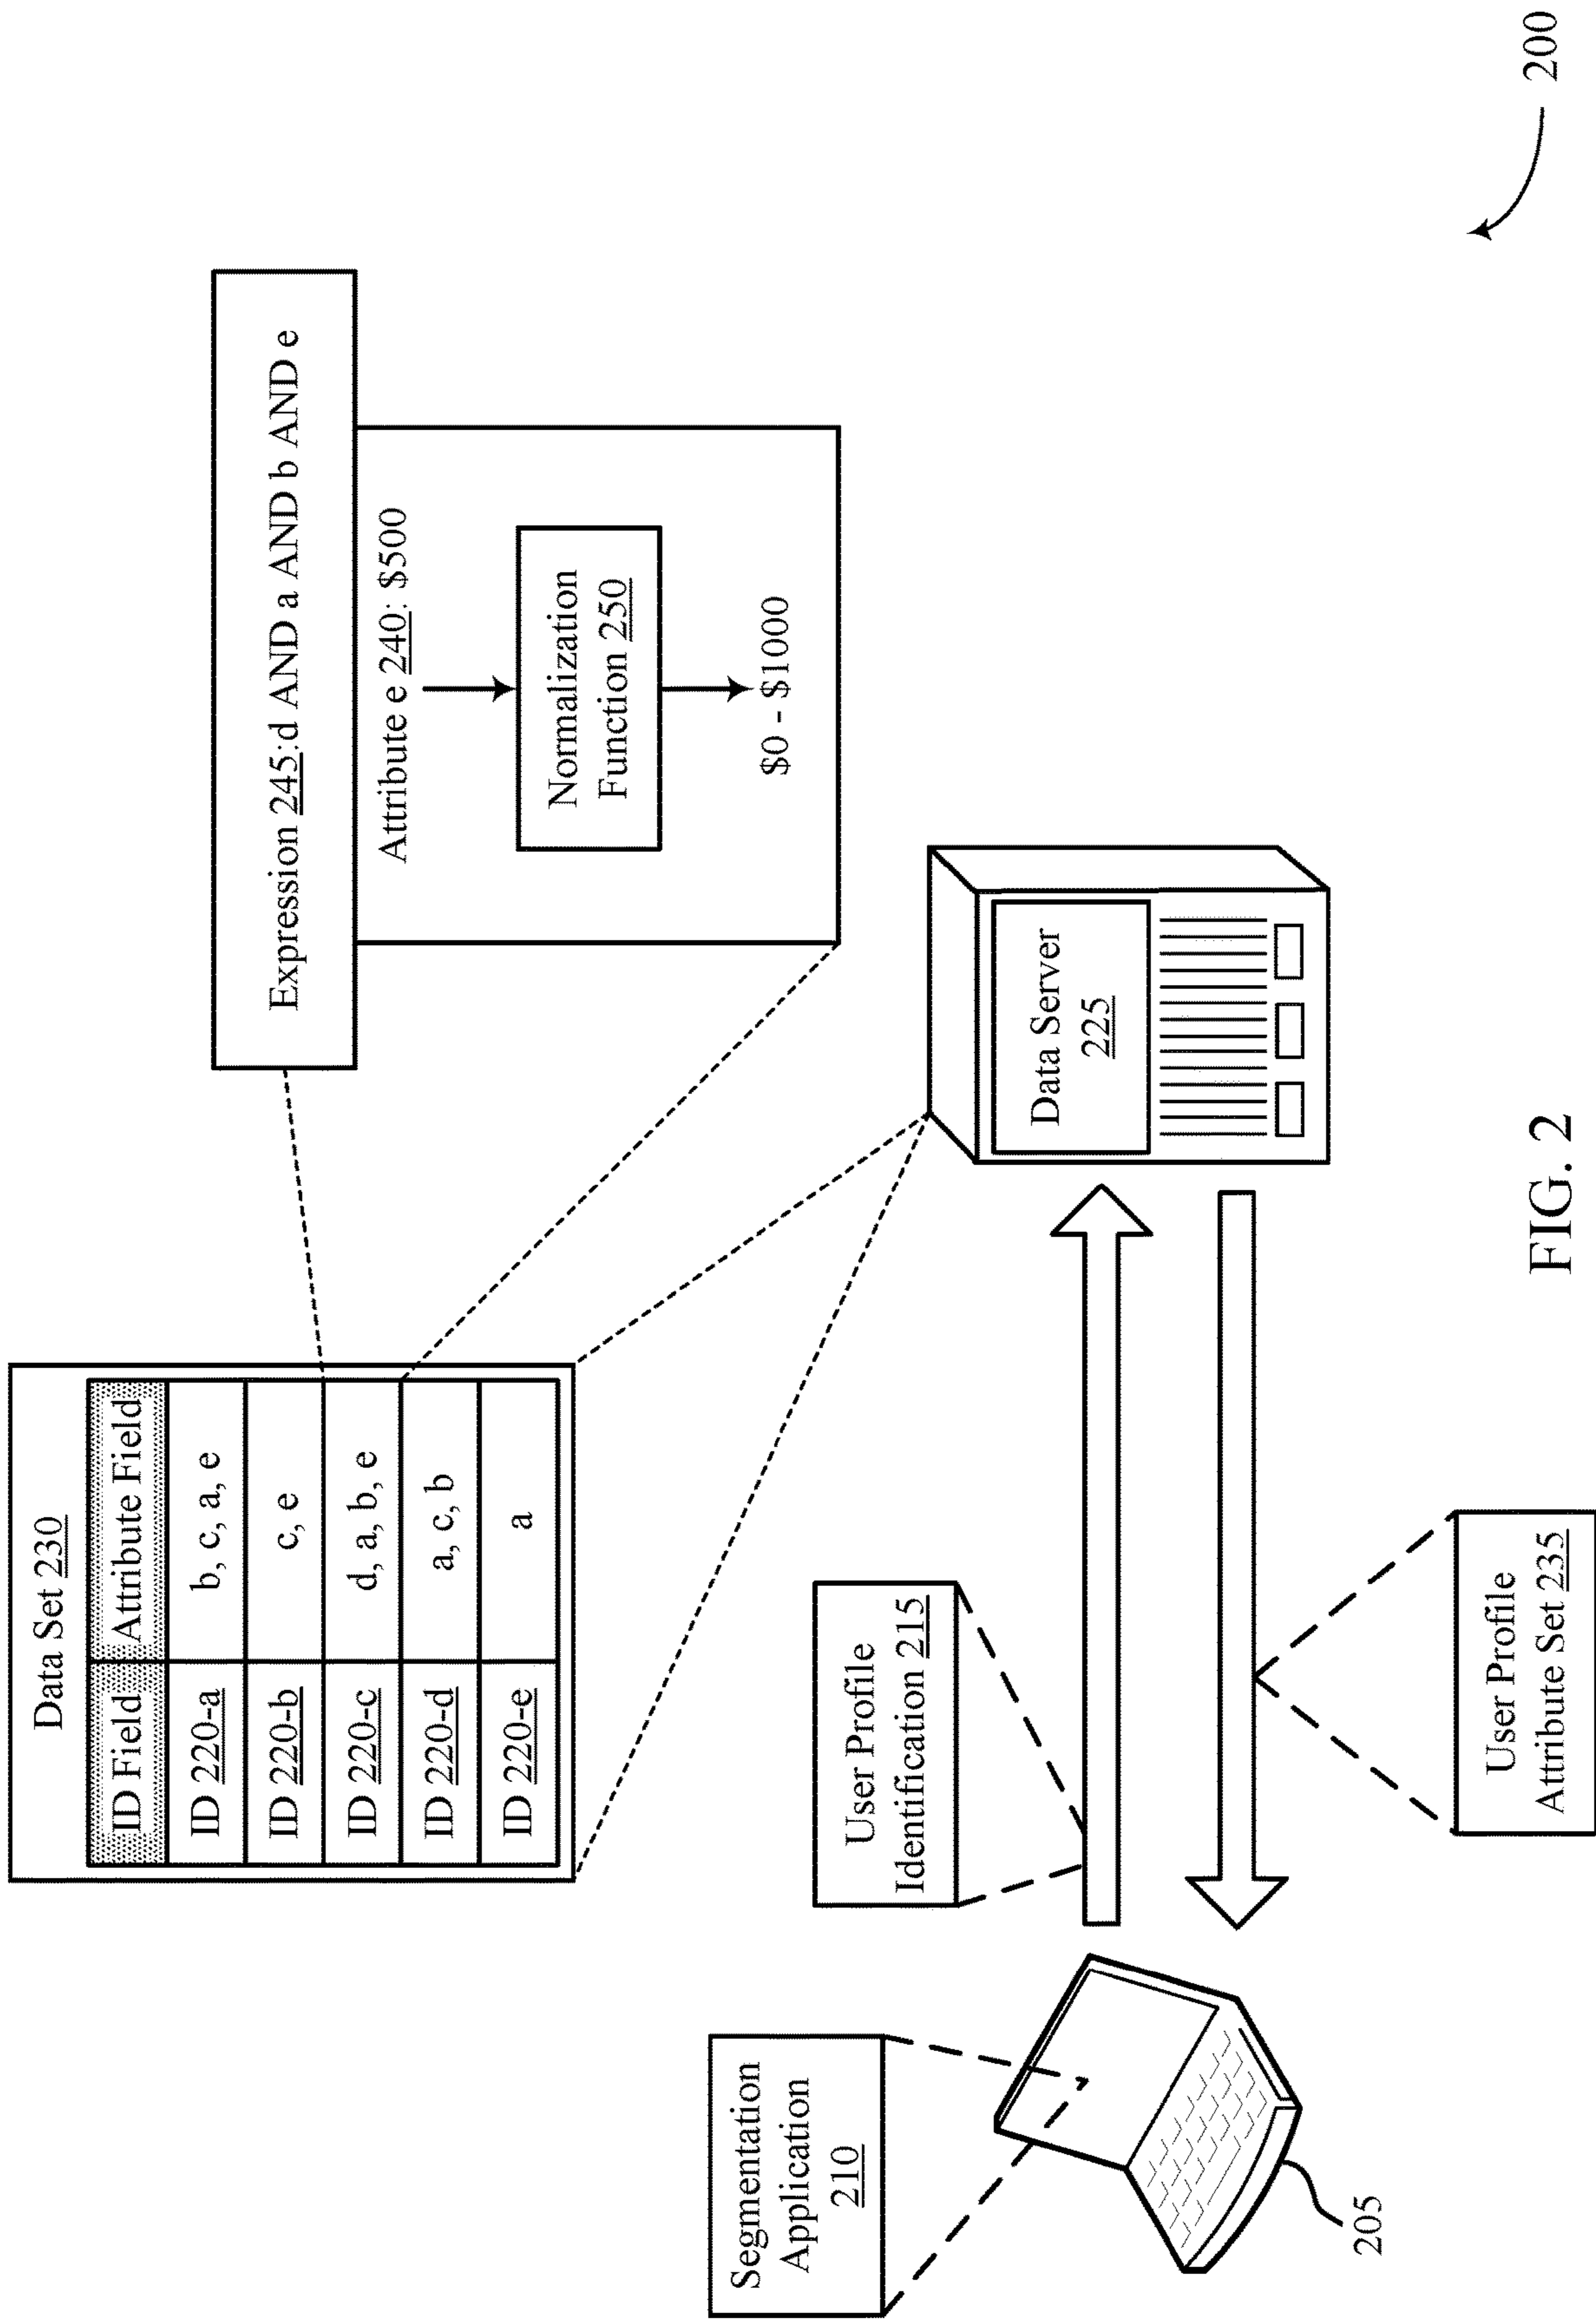 Data Set 230
ID Field Attribute Field
ID 220-a b, c, a, e
ID 220-b c, e
ID 220-c d, a, b, e
ID 220-d a, c, b
ID 220-e a
Expression 245:d AND a AND b AND e
Attribute e 240: $500
Normalization
Function 250
$0 - $1000
Segmentation
Application
210
User Profile
Identification 215
Data Server
225
205
User Profile
Attribute Set 235
200
FIG. 2